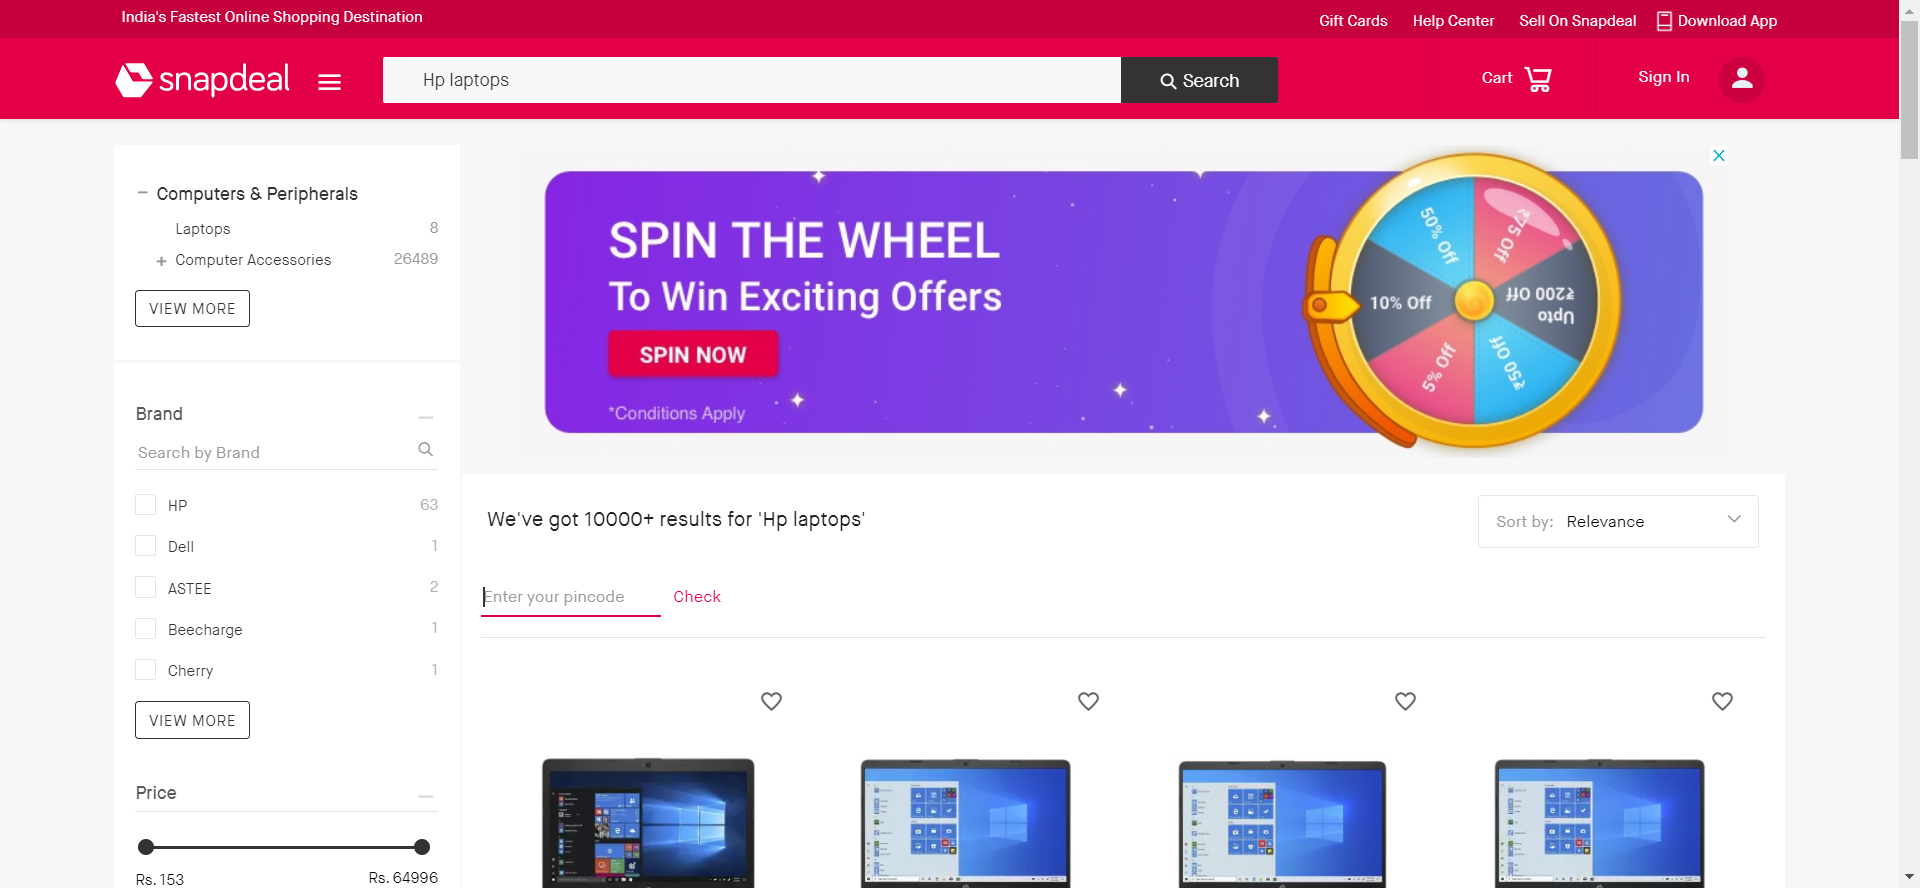 India's Fastest Online Shopping Destination
Gift Cards
Help Center
Sell On Snapdeal
Download App
snapdeal
Hp laptops
Search
Cart
Sign In
Computers & Peripherals
Laptops 8
Computer Accessories 26489
VIEW MORE
Brand
Search by Brand
HP 63
Dell 1
ASTEE 2
Beecharge 1
Cherry 1
VIEW MORE
Price
Rs. 153
Rs. 64996
SPIN THE WHEEL
To Win Exciting Offers
SPIN NOW
*Conditions Apply
50% Off
₹75 Off
10% Off
Upto
₹200 Off
5% Off
₹50 Off
We've got 10000+ results for 'Hp laptops'
Sort by: Relevance
Enter your pincode
Check